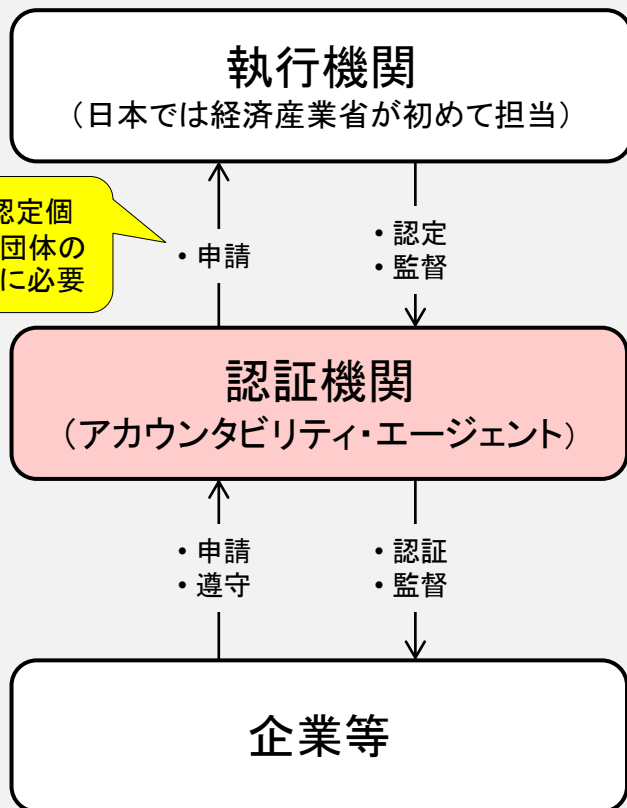 執行機関
（日本では経済産業省が初めて担当）
認定個
団体の
に必要
・申請
・認定
・監督
認証機関
（アカウンタビリティ・エージェント）
・申請
・遵守
・認証
・監督
企業等